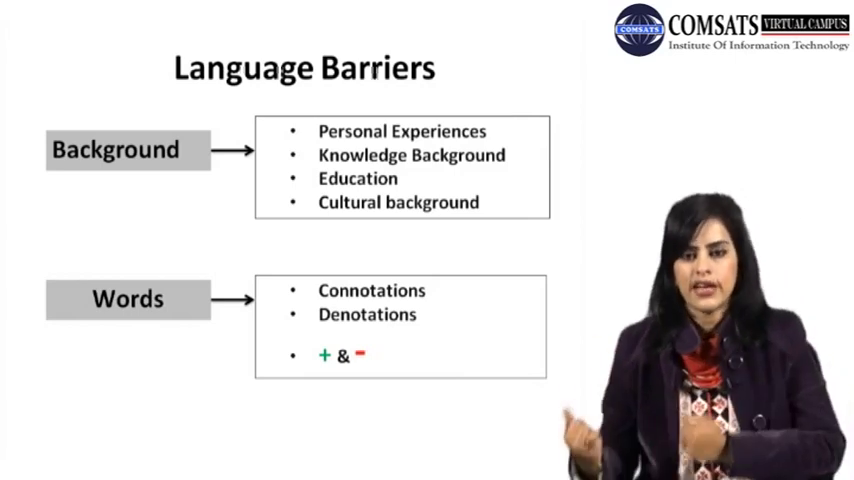 COMSATS
COMSATS VIRTUAL CAMPUS
Institute Of Information Technology
Language Barriers
Background
• Personal Experiences
• Knowledge Background
• Education
• Cultural background
Words
• Connotations
• Denotations
• + & -